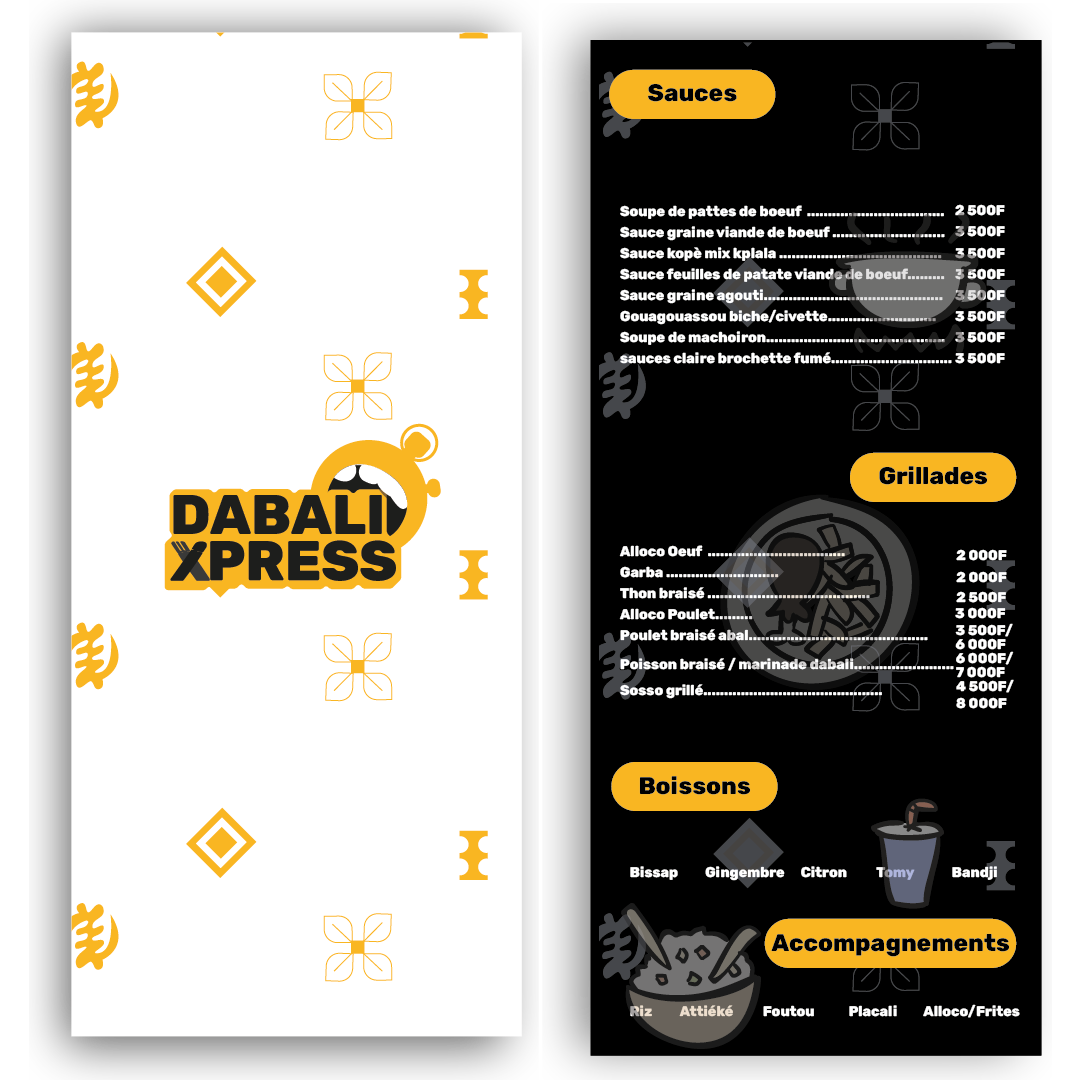 DABALI
XPRESS
Sauces
Soupe de pattes de boeuf ................................ 2 500F
Sauce graine viande de boeuf .......................... 3 500F
Sauce kopè mix kplala ...................................... 3 500F
Sauce feuilles de patate viande de boeuf......... 3 500F
Sauce graine agouti.......................................... 3 500F
Gouagouassou biche/civette......................... 3 500F
Soupe de machoiron.......................................... 3 500F
sauces claire brochette fumé............................ 3 500F
Grillades
Alloco Oeuf ................................ 2 000F
Garba .......................... 2 000F
Thon braisé ...................................... 2 500F
Alloco Poulet......... 3 000F
Poulet braisé abal.......................................... 3 500F/
6 000F
Poisson braisé / marinade dabali....................... 6 000F/
7 000F
Sosso grillé.......................................... 4 500F/
8 000F
Boissons
Bissap Gingembre Citron Tomy Bandji
Accompagnements
Riz Attiéké Foutou Placali Alloco/Frites